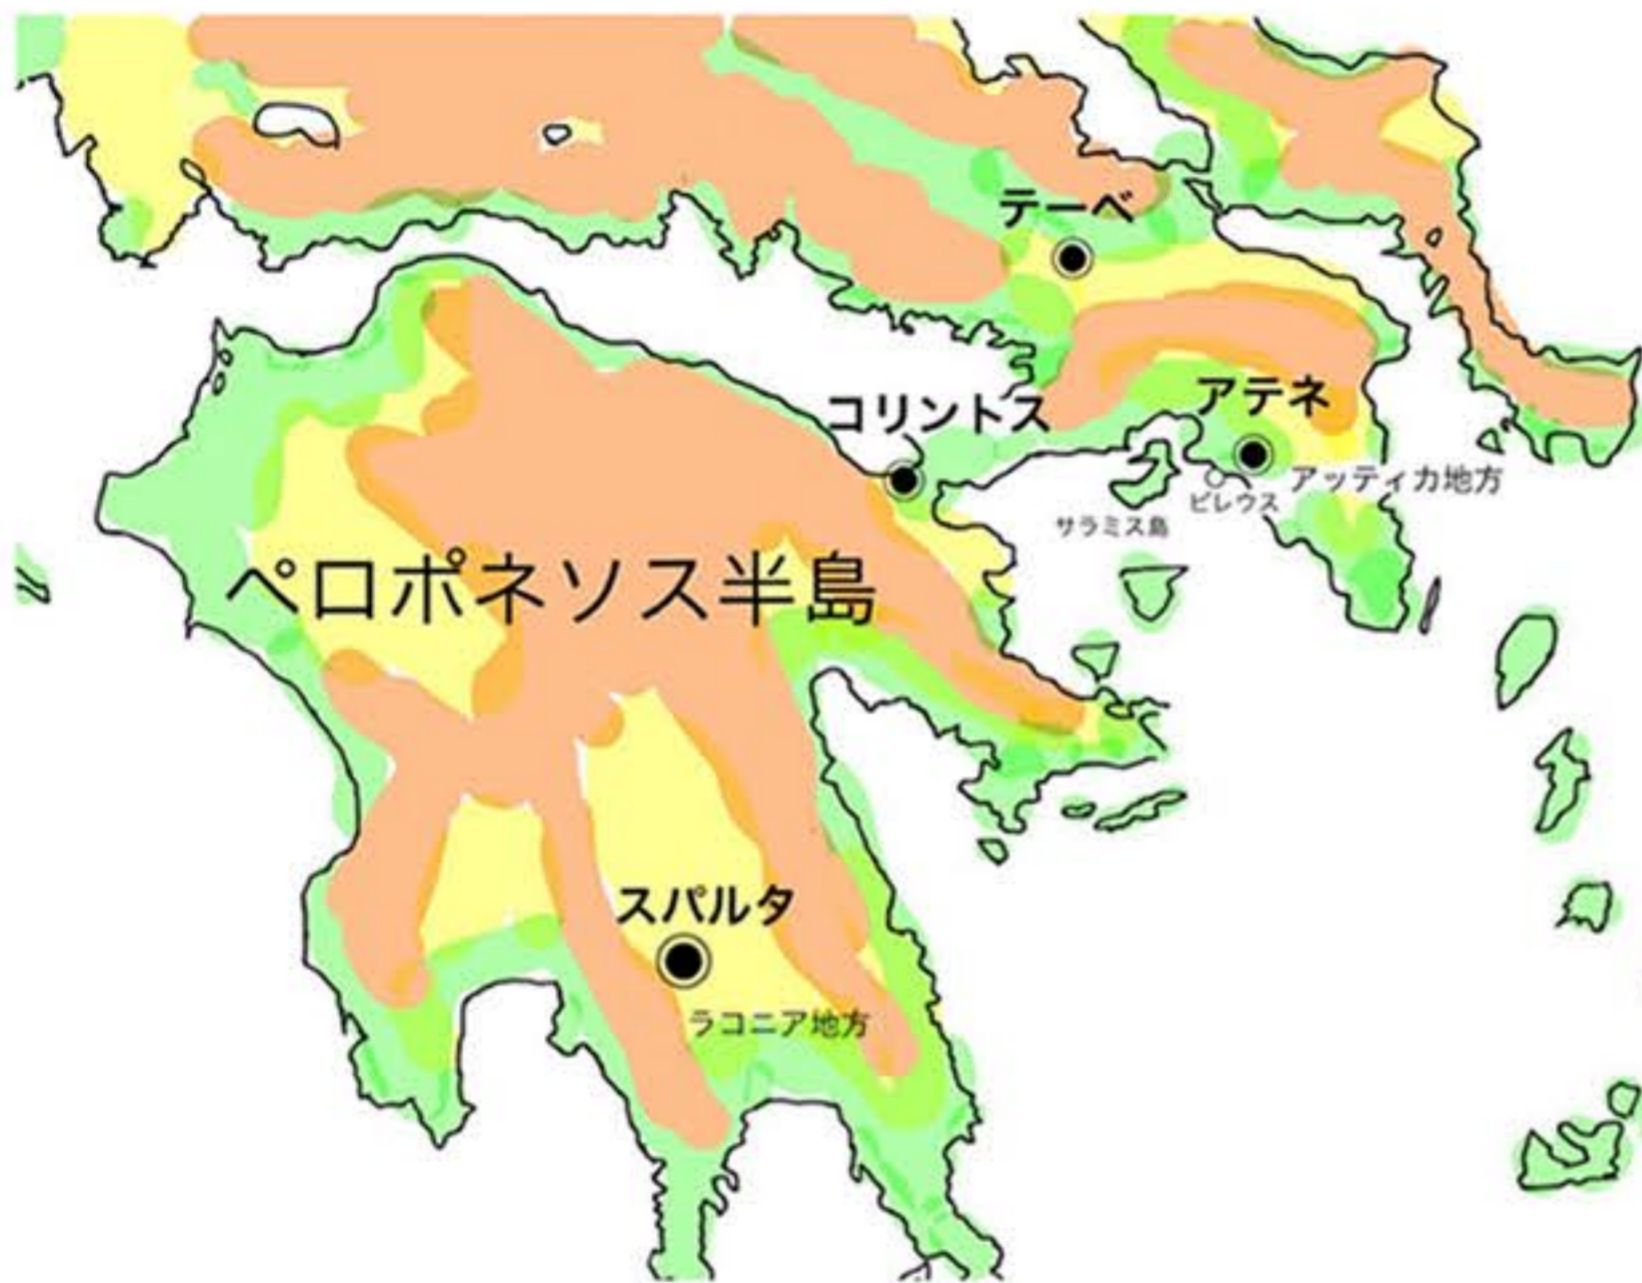 テーベ
アテネ
コリントス
アッティカ地方
ピレウス
サラミス島
ペロポネソス半島
スパルタ
ラコニア地方